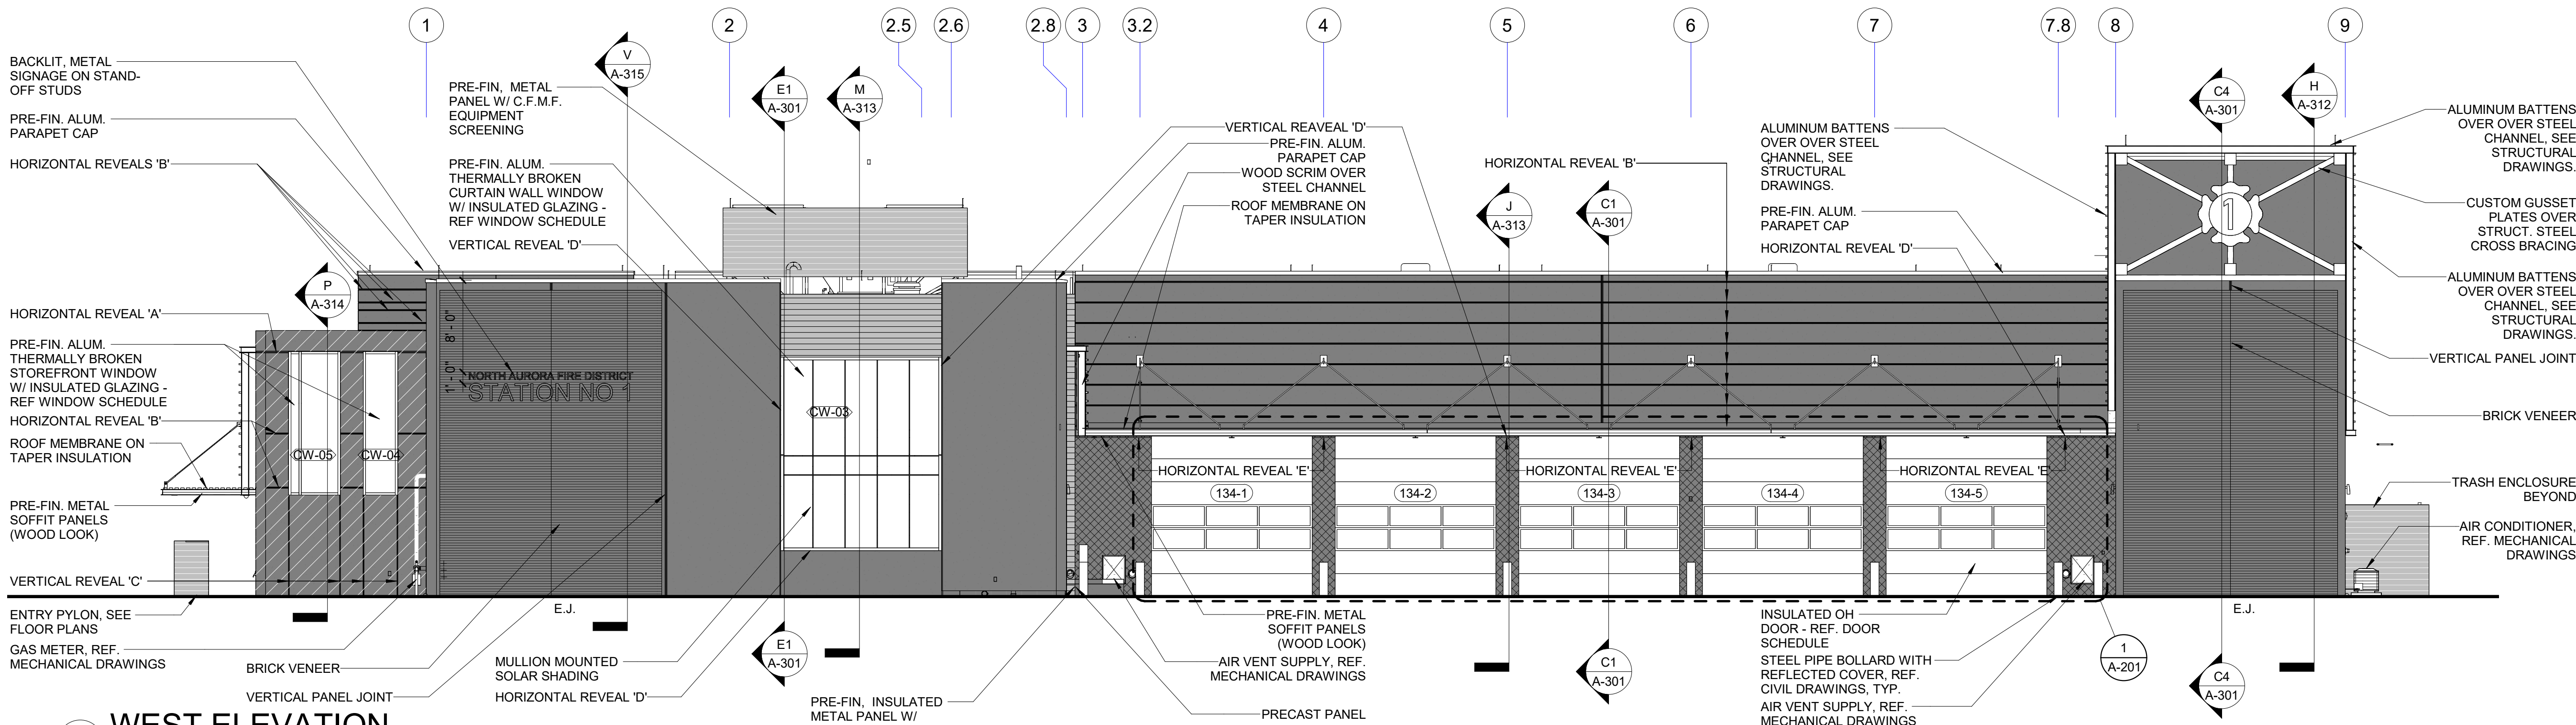 1
2
2.5
2.6
2.8
3
3.2
4
5
6
7
7.8
8
9
BACKLIT, METAL
SIGNAGE ON STAND-
OFF STUDS
PRE-FIN. ALUM.
PARAPET CAP
HORIZONTAL REVEALS 'B'
HORIZONTAL REVEAL 'A'
PRE-FIN. ALUM.
THERMALLY BROKEN
STOREFRONT WINDOW
W/ INSULATED GLAZING -
REF WINDOW SCHEDULE
HORIZONTAL REVEAL 'B'
ROOF MEMBRANE ON
TAPER INSULATION
PRE-FIN. METAL
SOFFIT PANELS
(WOOD LOOK)
VERTICAL REVEAL 'C'
ENTRY PYLON, SEE
FLOOR PLANS
GAS METER, REF.
MECHANICAL DRAWINGS
P
A-314
V
A-315
PRE-FIN, METAL
PANEL W/ C.F.M.F.
EQUIPMENT
SCREENING
PRE-FIN. ALUM.
THERMALLY BROKEN
CURTAIN WALL WINDOW
W/ INSULATED GLAZING -
REF WINDOW SCHEDULE
VERTICAL REVEAL 'D'
E1
A-301
M
A-313
8' - 0"
1' - 0"
NORTH AURORA FIRE DISTRICT
STATION NO 1
CW-05
CW-04
CW-03
E.J.
BRICK VENEER
VERTICAL PANEL JOINT
MULLION MOUNTED
SOLAR SHADING
HORIZONTAL REVEAL 'D'
E1
A-301
PRE-FIN, INSULATED
METAL PANEL W/
VERTICAL REAVEAL 'D'
PRE-FIN. ALUM.
PARAPET CAP
WOOD SCRIM OVER
STEEL CHANNEL
ROOF MEMBRANE ON
TAPER INSULATION
HORIZONTAL REVEAL 'B'
J
A-313
C1
A-301
ALUMINUM BATTENS
OVER OVER STEEL
CHANNEL, SEE
STRUCTURAL
DRAWINGS.
PRE-FIN. ALUM.
PARAPET CAP
HORIZONTAL REVEAL 'D'
HORIZONTAL REVEAL 'E'
HORIZONTAL REVEAL 'E'
HORIZONTAL REVEAL 'E'
134-1
134-2
134-3
134-4
134-5
PRE-FIN. METAL
SOFFIT PANELS
(WOOD LOOK)
AIR VENT SUPPLY, REF.
MECHANICAL DRAWINGS
PRECAST PANEL
C1
A-301
INSULATED OH
DOOR - REF. DOOR
SCHEDULE
STEEL PIPE BOLLARD WITH
REFLECTED COVER, REF.
CIVIL DRAWINGS, TYP.
AIR VENT SUPPLY, REF.
MECHANICAL DRAWINGS
1
A-201
C4
A-301
H
A-312
1
ALUMINUM BATTENS
OVER OVER STEEL
CHANNEL, SEE
STRUCTURAL
DRAWINGS.
CUSTOM GUSSET
PLATES OVER
STRUCT. STEEL
CROSS BRACING
ALUMINUM BATTENS
OVER OVER STEEL
CHANNEL, SEE
STRUCTURAL
DRAWINGS.
VERTICAL PANEL JOINT
BRICK VENEER
TRASH ENCLOSURE
BEYOND
AIR CONDITIONER,
REF. MECHANICAL
DRAWINGS
E.J.
C4
A-301
WEST ELEVATION